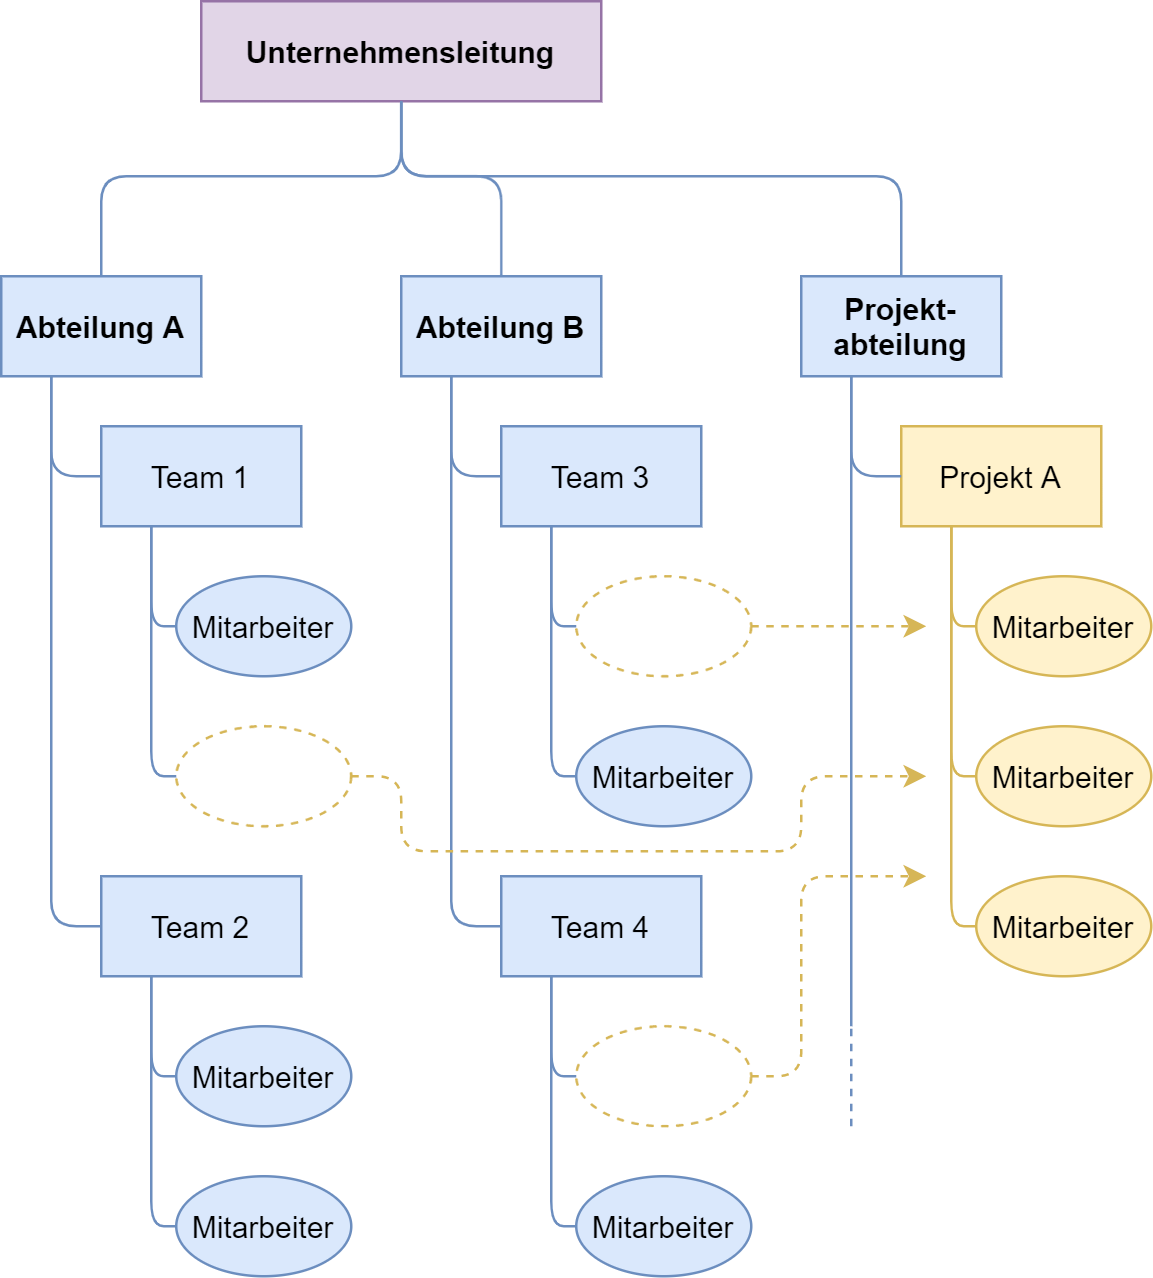 Unternehmensleitung
Abteilung A
Abteilung B
Projekt-
abteilung
Team 1
Team 3
Projekt A
Mitarbeiter
Mitarbeiter
Mitarbeiter
Mitarbeiter
Team 2
Team 4
Mitarbeiter
Mitarbeiter
Mitarbeiter
Mitarbeiter